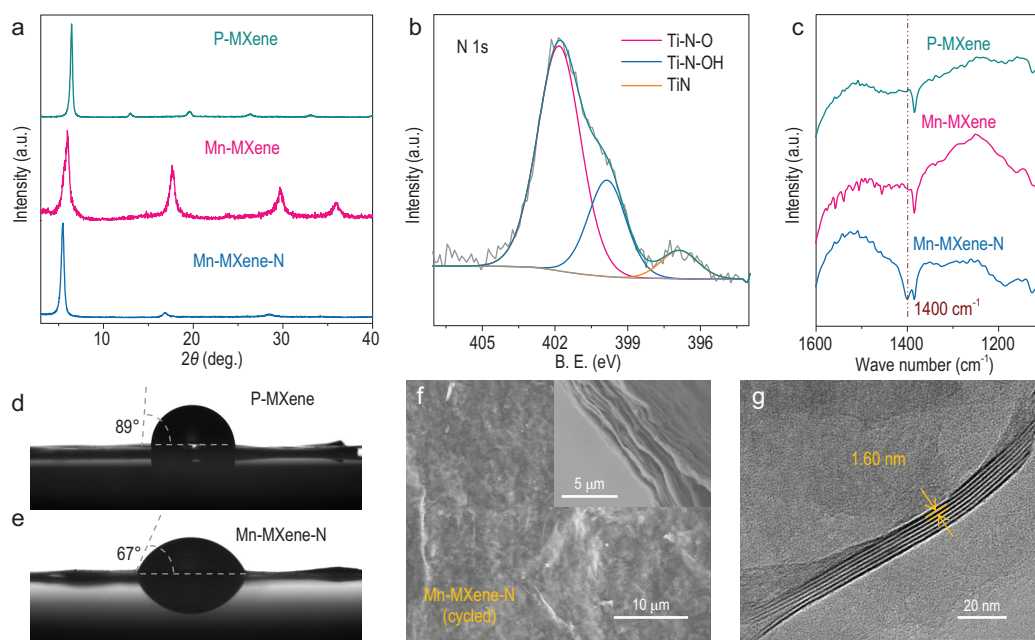 a
P-MXene
Mn-MXene
Mn-MXene-N
Intensity (a.u.)
10 20 30 40
2θ (deg.)
b
N 1s
Ti-N-O
Ti-N-OH
TiN
Intensity (a.u.)
405 402 399 396
B. E. (eV)
c
P-MXene
Mn-MXene
Mn-MXene-N
1400 cm⁻¹
Intensity (a.u.)
1600 1400 1200
Wave number (cm⁻¹)
d
P-MXene
89°
e
Mn-MXene-N
67°
f
5 μm
Mn-MXene-N
(cycled)
10 μm
g
1.60 nm
20 nm